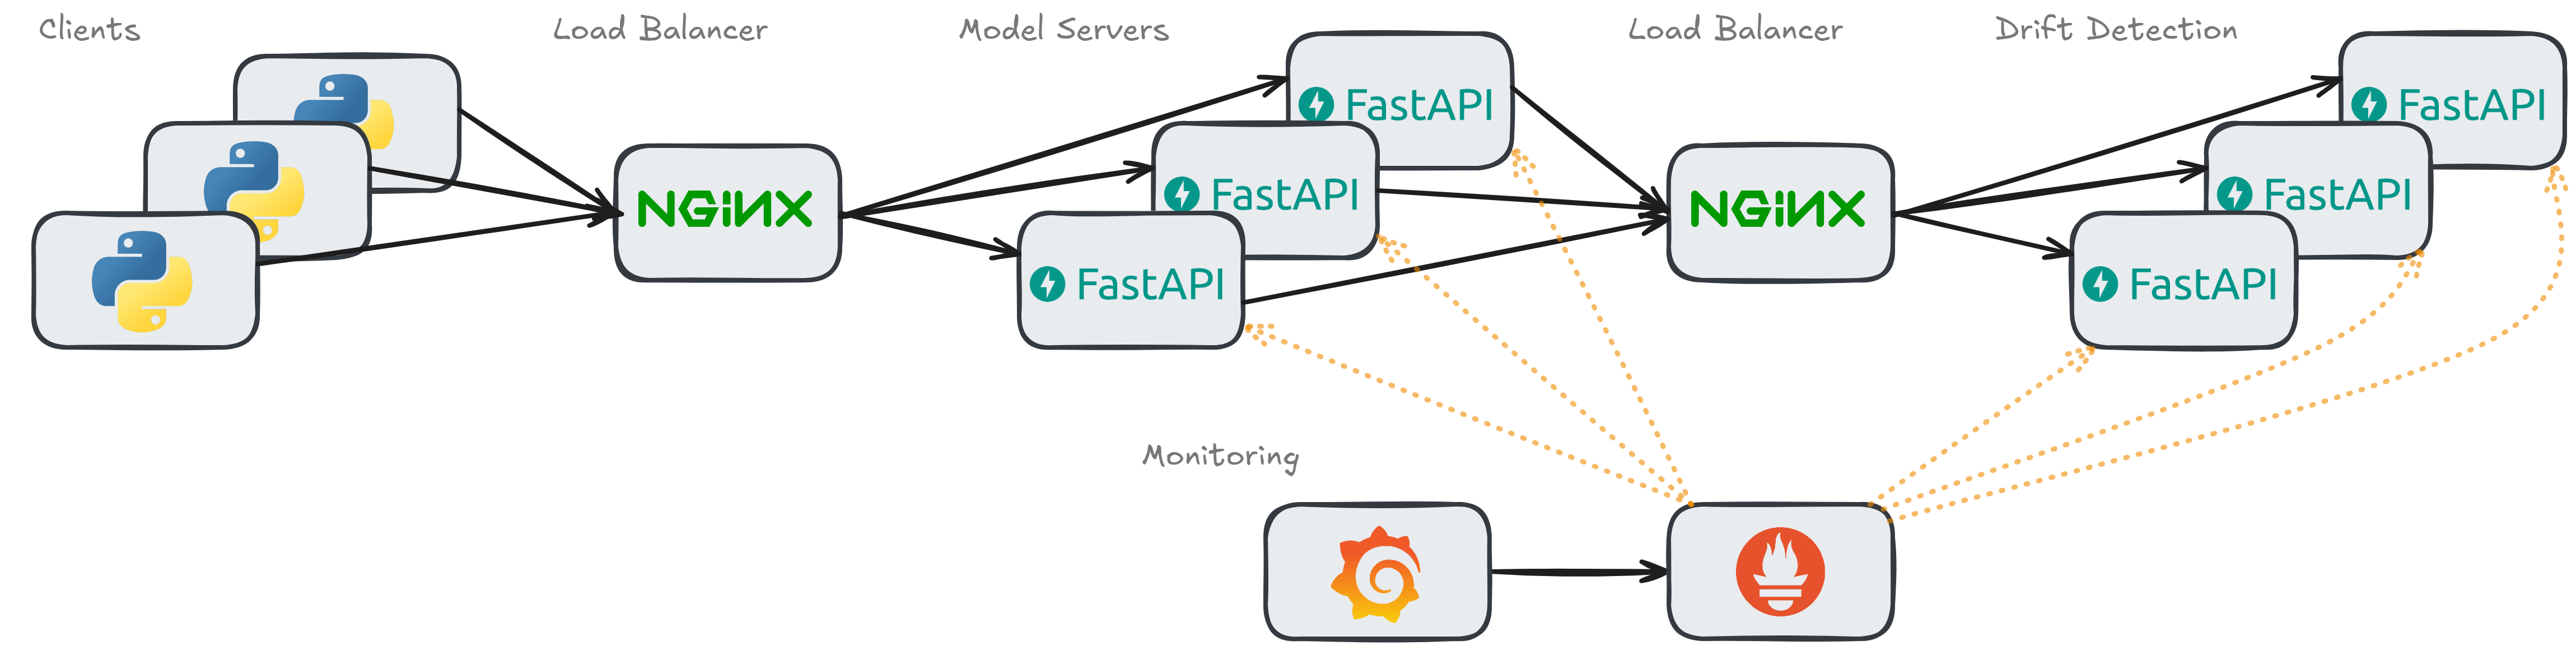 Clients
Load Balancer
Model Servers
Load Balancer
Drift Detection
FastAPI
FastAPI
FastAPI
NGINX
NGINX
FastAPI
FastAPI
FastAPI
Monitoring